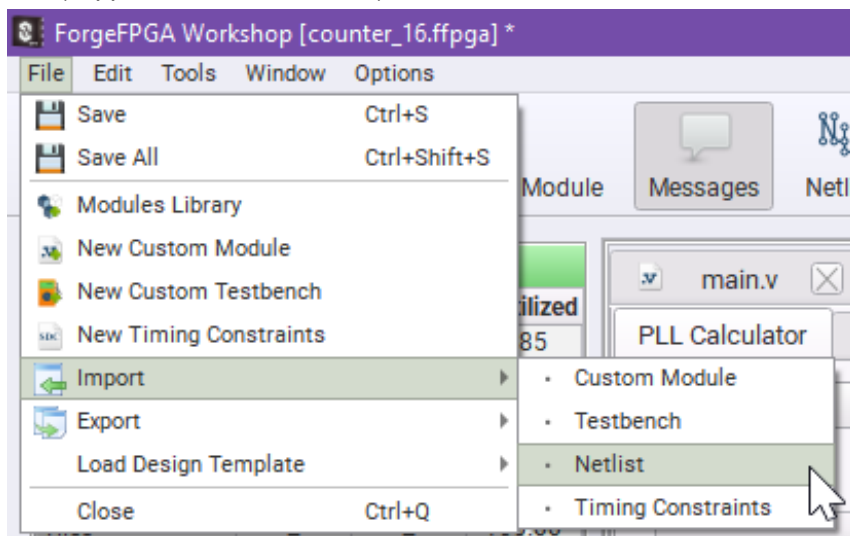 ForgeFPGA Workshop [counter_16.ffpga] *
File Edit Tools Window Options
Save Ctrl+S
Save All Ctrl+Shift+S
Module Messages Netl
Modules Library
New Custom Module
New Custom Testbench
New Timing Constraints
main.v
ilized
85
PLL Calculator
Import
Custom Module
Export
Testbench
Load Design Template
Netlist
Close Ctrl+Q
Timing Constraints